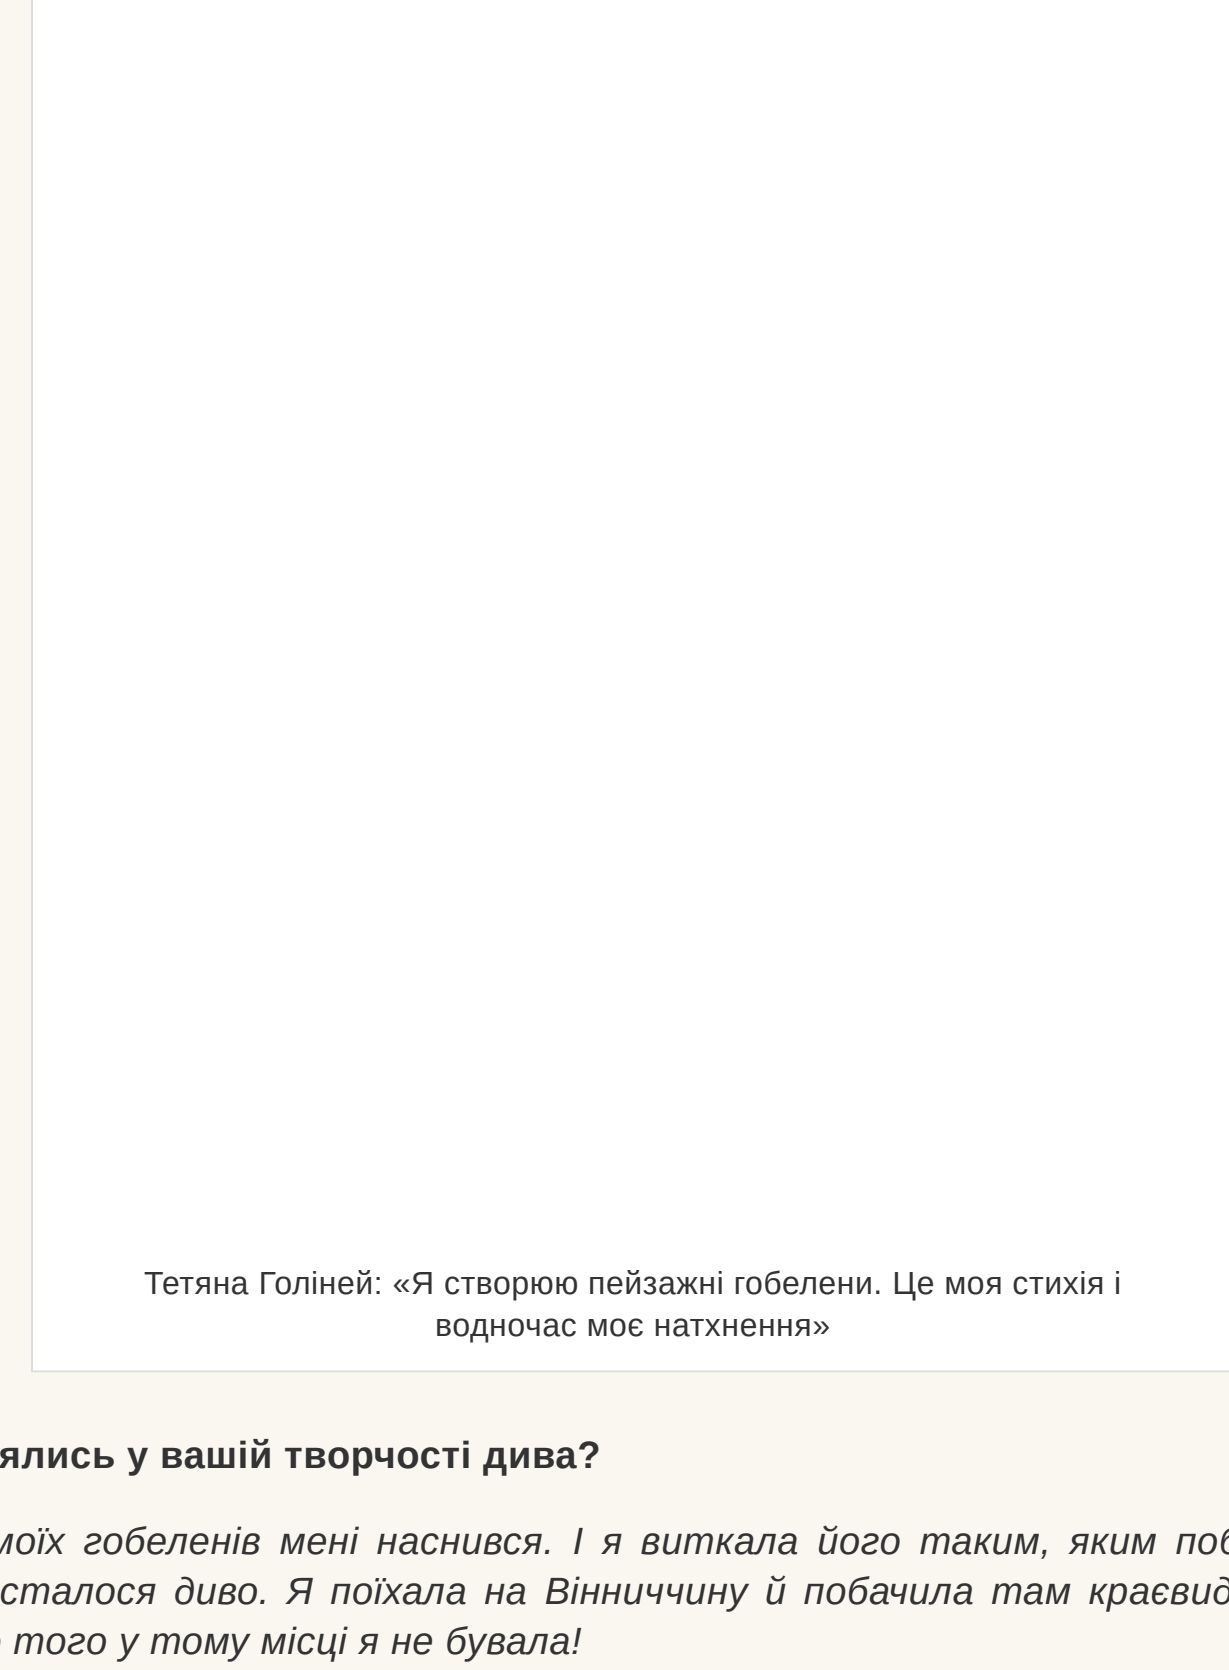 Тетяна Голіней: «Я створюю пейзажні гобелени. Це моя стихія і
водночас моє натхнення»
ялись у вашій творчості дива?
моїх гобеленів мені наснився. І я виткала його таким, яким поб
сталося диво. Я поїхала на Вінниччину й побачила там краєвид
того у тому місці я не бувала!